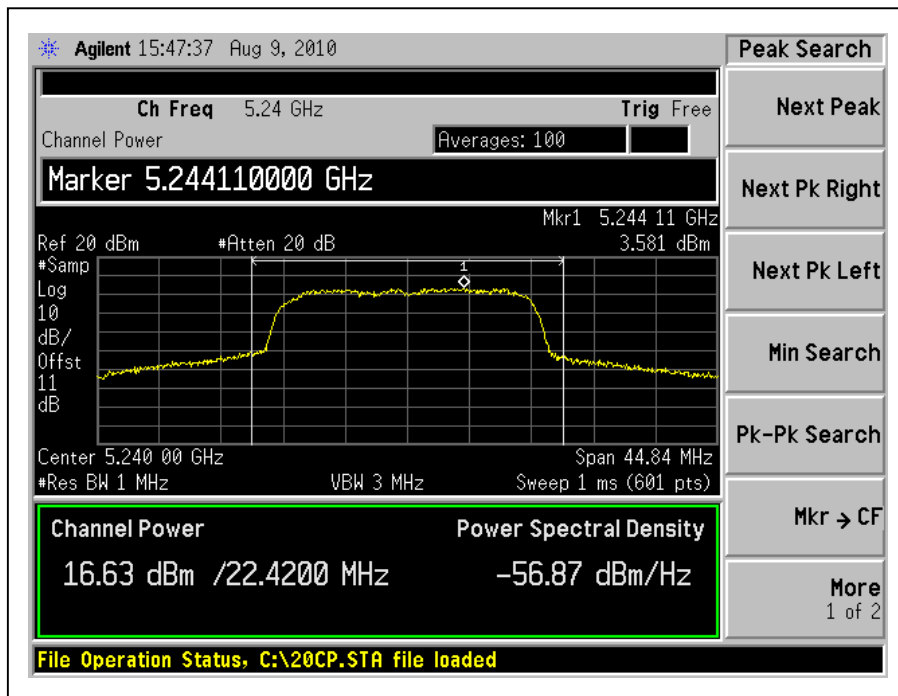 Agilent 15:47:37 Aug 9, 2010
Peak Search
Ch Freq 5.24 GHz
Trig Free
Channel Power
Averages: 100
Marker 5.244110000 GHz
Mkr1 5.244 11 GHz
Ref 20 dBm
#Atten 20 dB
3.581 dBm
#Samp
Log
10
dB/
Offst
11
dB
1
Center 5.240 00 GHz
Span 44.84 MHz
#Res BW 1 MHz
VBW 3 MHz
Sweep 1 ms (601 pts)
Channel Power
Power Spectral Density
16.63 dBm /22.4200 MHz
-56.87 dBm/Hz
File Operation Status, C:\20CP.STA file loaded
Next Peak
Next Pk Right
Next Pk Left
Min Search
Pk-Pk Search
Mkr → CF
More
1 of 2